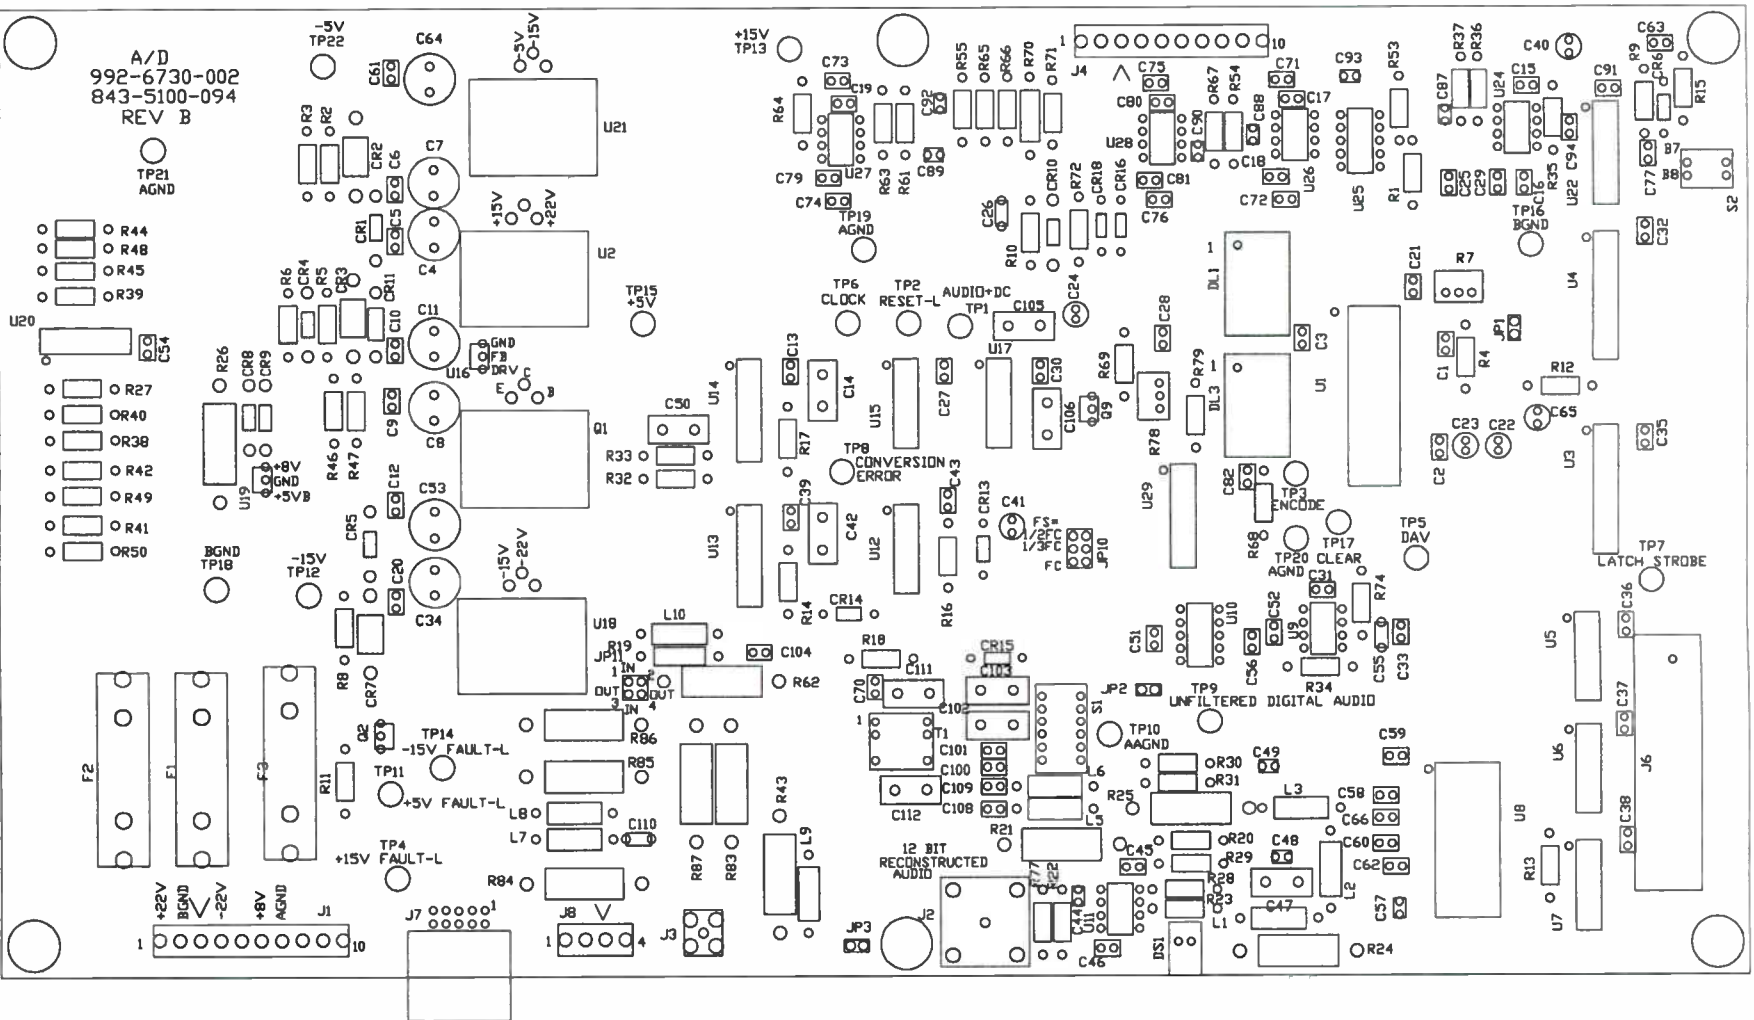 A/D
992-6730-002
843-5100-094
REV B
TP21
AGND
-5V
TP22
C64
C61
-5V
-15V
U21
R3
R2
CR2
C6
C7
CR1
C5
C4
+15V
+22V
U2
R44
R48
R45
R39
U20
C54
R6
CR4
R5
CR3
CR11
C10
C11
U16
GND
FB
DRV
E
C
B
R26
CR8
CR9
R27
R40
R38
R42
R49
R41
R50
R46
R47
C9
C8
Q1
U19
+8V
GND
+5VB
C12
C53
CR5
C20
C34
BGND
TP18
-15V
TP12
-15V
-22V
U18
R8
CR7
Q2
R11
F2
F1
F3
TP14
-15V FAULT-L
TP11
+5V FAULT-L
TP4
+15V FAULT-L
+22V
BGND
-22V
+8V
AGND
J1
1
10
J7
1
J8
1
4
J3
R19
L10
JP11
1
IN
2
OUT
OUT
3
IN
4
C104
R62
R86
R85
L8
L7
C110
R84
R87
R83
R43
L9
JP3
+15V
TP13
C73
C19
R64
U27
R63
R61
C79
C74
C92
C89
R55
R65
R66
R70
R71
TP19
AGND
C26
R10
CR10
R72
CR18
CR16
TP15
+5V
TP6
CLOCK
TP2
RESET-L
AUDIO+DC
TP1
C105
C24
C50
R33
R32
U14
C13
C14
R17
U15
C27
U17
C30
C106
Q9
TP8
CONVERSION
ERROR
U13
C39
C42
R14
CR14
U12
C43
R16
CR13
C41
FS=
1/2FC
1/3FC
FC
JP10
R18
C70
C111
CR15
C103
C102
T1
1
C101
C100
C109
C108
C112
S1
L6
L5
R21
R25
12 BIT
RECONSTRUCTED
AUDIO
J2
R77
R22
C44
U11
C45
C46
DS1
J4
1
10
C75
C80
U28
C81
C76
R67
R54
C90
C88
C18
C71
C17
U26
C72
C93
U25
R53
R1
DL1
1
DL3
1
C28
R69
R78
R79
C3
U1
C21
R7
C1
R4
JP1
R12
C65
C2
C23
C22
U29
C82
R68
TP3
ENCODE
TP20
AGND
TP17
CLEAR
TP5
DAV
C31
R74
U10
C51
C56
C52
U9
R34
C55
C33
JP2
TP9
UNFILTERED DIGITAL AUDIO
TP10
AAGND
R30
R31
C49
L3
R20
R29
R28
R23
C48
L2
C47
L1
R24
C59
C58
C66
C60
C62
C57
U8
R37
R36
C87
U24
C15
C40
R35
C94
C25
C29
C16
TP16
BGND
U22
C91
R9
CR6
C63
R15
B7
B8
C77
S2
C32
U4
U3
C35
TP7
LATCH STROBE
C36
U5
C37
U6
J6
C38
R13
U7